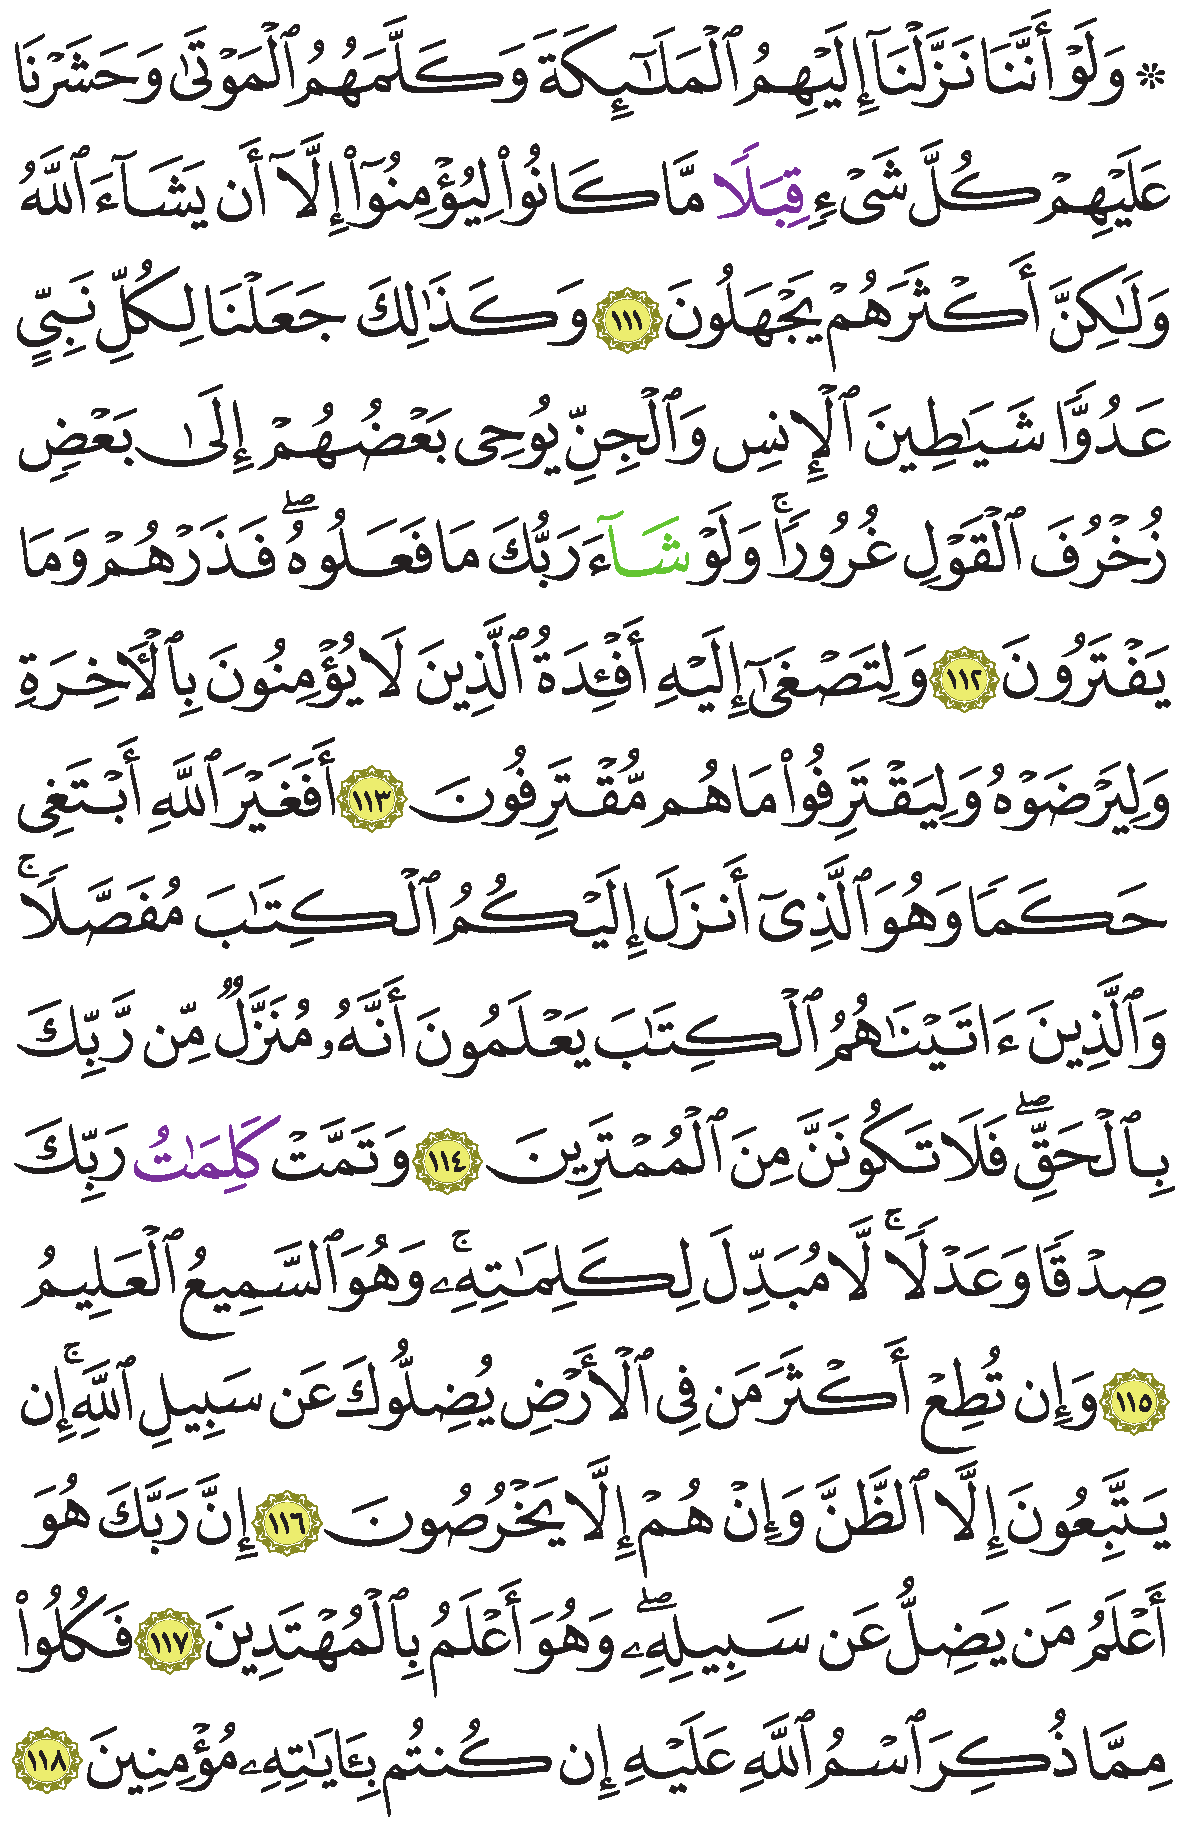 ۞ وَلَوۡ أَنَّنَا نَزَّلۡنَآ إِلَيۡهِمُ ٱلۡمَلَٰٓئِكَةَ وَكَلَّمَهُمُ ٱلۡمَوۡتَىٰ وَحَشَرۡنَا
عَلَيۡهِمۡ كُلَّ شَيۡءٖ قِبَلٗا مَّا كَانُواْ لِيُؤۡمِنُوٓاْ إِلَّآ أَن يَشَآءَ ٱللَّهُ
وَلَٰكِنَّ أَكۡثَرَهُمۡ يَجۡهَلُونَ ١١١ وَكَذَٰلِكَ جَعَلۡنَا لِكُلِّ نَبِيٍّ
عَدُوّٗا شَيَٰطِينَ ٱلۡإِنسِ وَٱلۡجِنِّ يُوحِي بَعۡضُهُمۡ إِلَىٰ بَعۡضٖ
زُخۡرُفَ ٱلۡقَوۡلِ غُرُورٗاۚ وَلَوۡ شَآءَ رَبُّكَ مَا فَعَلُوهُۖ فَذَرۡهُمۡ وَمَا
يَفۡتَرُونَ ١١٢ وَلِتَصۡغَىٰٓ إِلَيۡهِ أَفۡـِٔدَةُ ٱلَّذِينَ لَا يُؤۡمِنُونَ بِٱلۡأٓخِرَةِ
وَلِيَرۡضَوۡهُ وَلِيَقۡتَرِفُواْ مَا هُم مُّقۡتَرِفُونَ ١١٣ أَفَغَيۡرَ ٱللَّهِ أَبۡتَغِي
حَكَمٗا وَهُوَ ٱلَّذِيٓ أَنزَلَ إِلَيۡكُمُ ٱلۡكِتَٰبَ مُفَصَّلٗاۚ
وَٱلَّذِينَ ءَاتَيۡنَٰهُمُ ٱلۡكِتَٰبَ يَعۡلَمُونَ أَنَّهُۥ مُنَزَّلٞ مِّن رَّبِّكَ
بِٱلۡحَقِّۖ فَلَا تَكُونَنَّ مِنَ ٱلۡمُمۡتَرِينَ ١١٤ وَتَمَّتۡ كَلِمَٰتُ رَبِّكَ
صِدۡقٗا وَعَدۡلٗاۚ لَّا مُبَدِّلَ لِكَلِمَٰتِهِۦۚ وَهُوَ ٱلسَّمِيعُ ٱلۡعَلِيمُ
١١٥ وَإِن تُطِعۡ أَكۡثَرَ مَن فِي ٱلۡأَرۡضِ يُضِلُّوكَ عَن سَبِيلِ ٱللَّهِۚ إِن
يَتَّبِعُونَ إِلَّا ٱلظَّنَّ وَإِنۡ هُمۡ إِلَّا يَخۡرُصُونَ ١١٦ إِنَّ رَبَّكَ هُوَ
أَعۡلَمُ مَن يَضِلُّ عَن سَبِيلِهِۦۖ وَهُوَ أَعۡلَمُ بِٱلۡمُهۡتَدِينَ ١١٧ فَكُلُواْ
مِمَّا ذُكِرَ ٱسۡمُ ٱللَّهِ عَلَيۡهِ إِن كُنتُم بِـَٔايَٰتِهِۦ مُؤۡمِنِينَ ١١٨